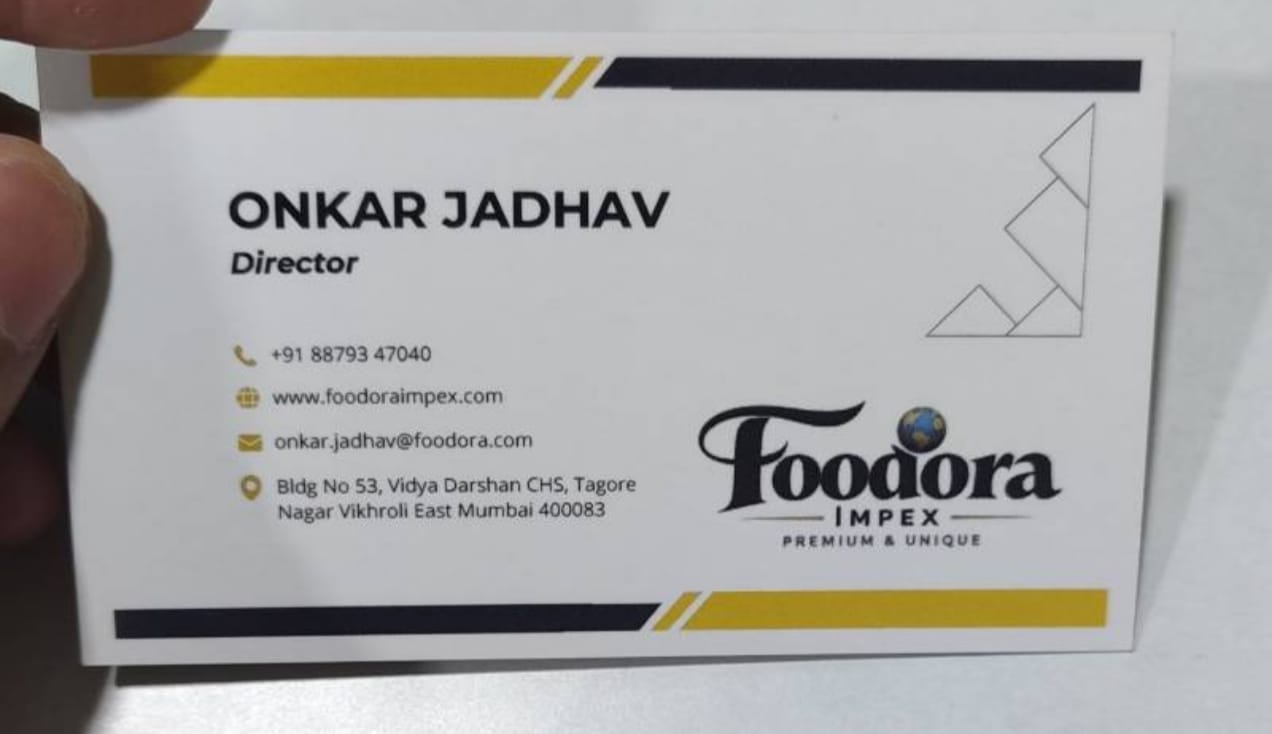 ONKAR JADHAV
Director
+91 88793 47040
www.foodoraimpex.com
onkar.jadhav@foodora.com
Bldg No 53, Vidya Darshan CHS, Tagore
Nagar Vikhroli East Mumbai 400083
Foodora
IMPEX
PREMIUM & UNIQUE